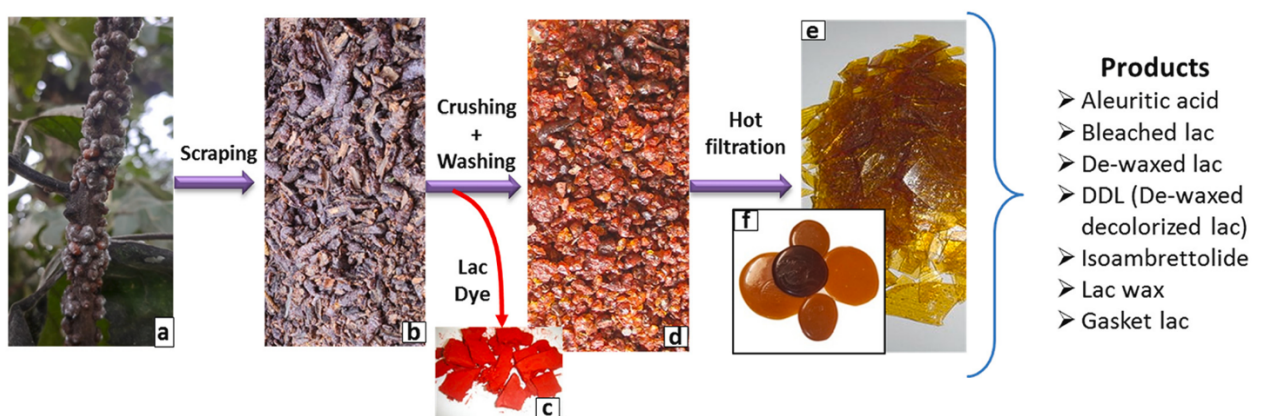 a
Scraping
b
Crushing
+
Washing
Lac
Dye
c
d
Hot
filtration
e
f
Products
➢ Aleuritic acid
➢ Bleached lac
➢ De-waxed lac
➢ DDL (De-waxed
decolorized lac)
➢ Isoambrettolide
➢ Lac wax
➢ Gasket lac